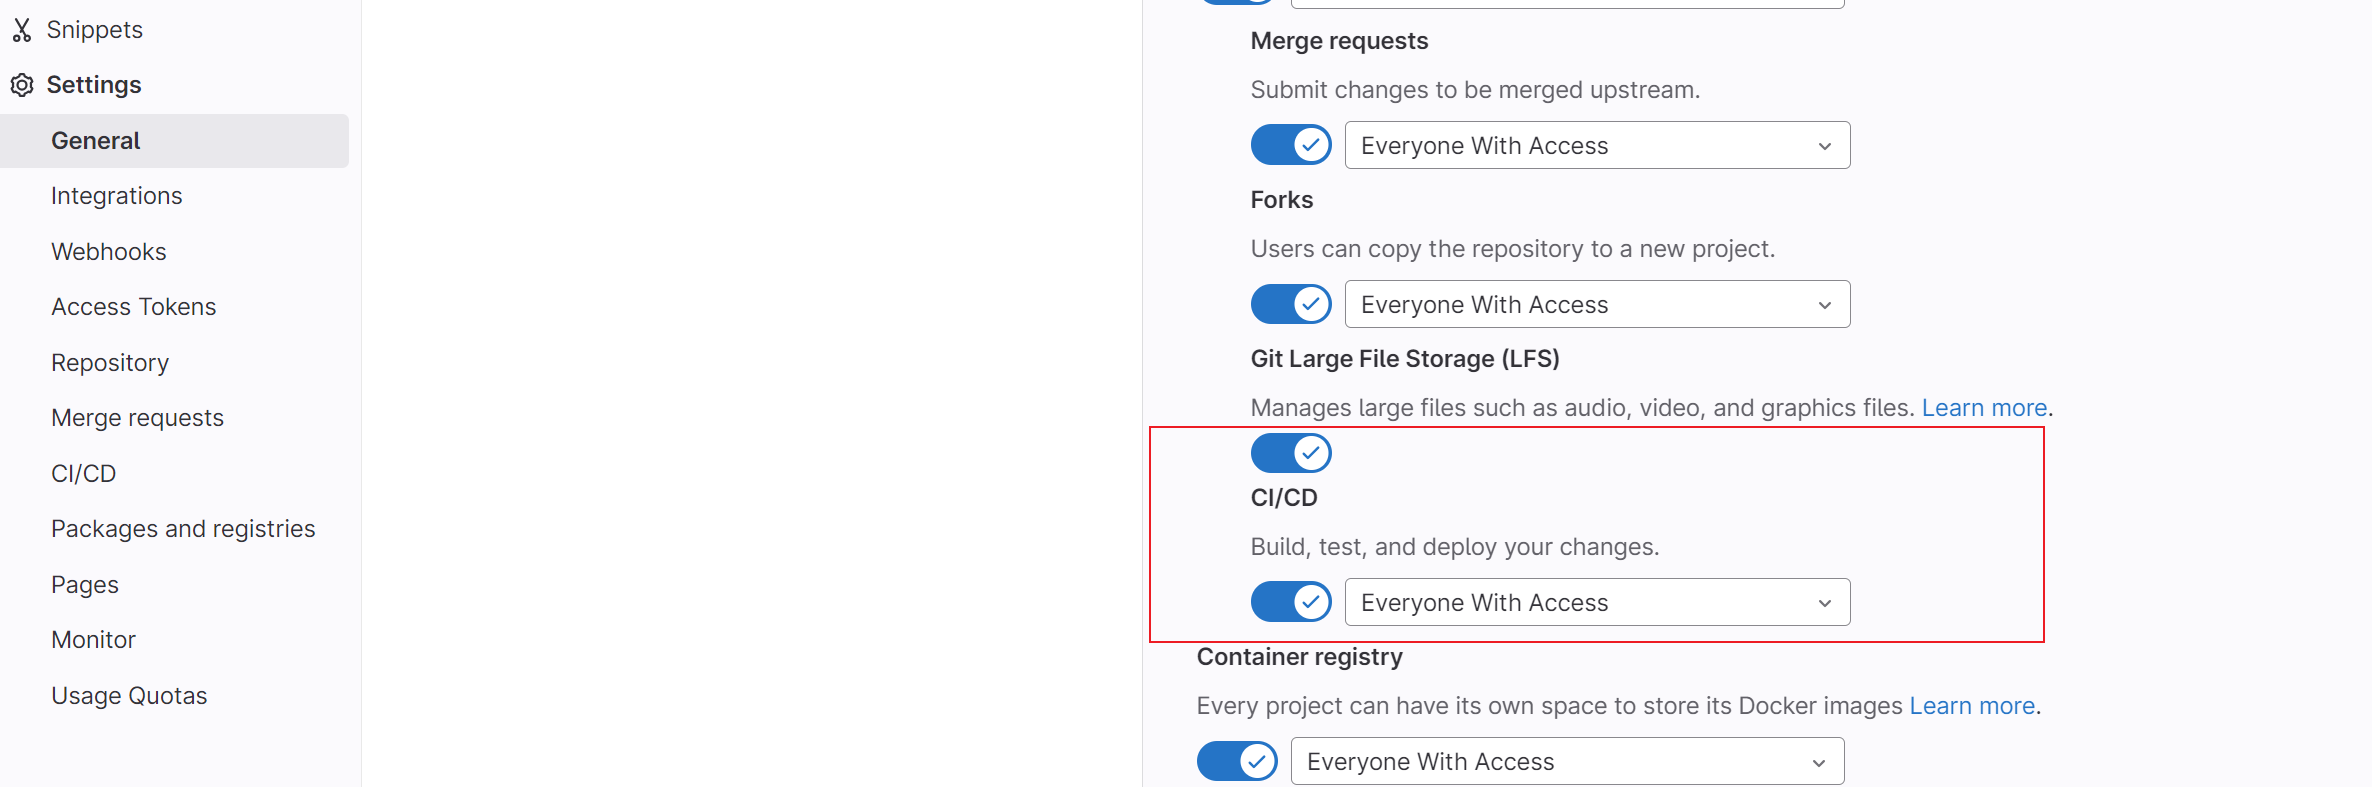 Snippets
Settings
General
Integrations
Webhooks
Access Tokens
Repository
Merge requests
CI/CD
Packages and registries
Pages
Monitor
Usage Quotas
Merge requests
Submit changes to be merged upstream.
Everyone With Access
Forks
Users can copy the repository to a new project.
Everyone With Access
Git Large File Storage (LFS)
Manages large files such as audio, video, and graphics files. Learn more.
CI/CD
Build, test, and deploy your changes.
Everyone With Access
Container registry
Every project can have its own space to store its Docker images Learn more.
Everyone With Access